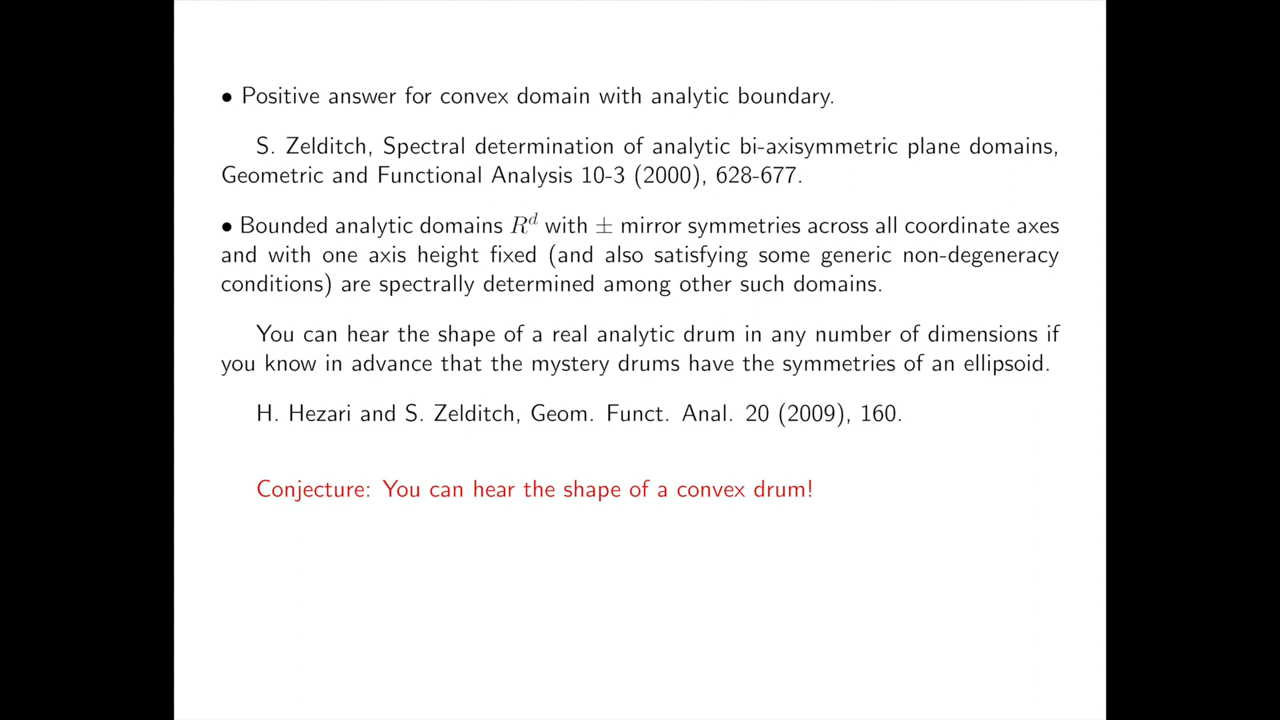 • Positive answer for convex domain with analytic boundary.
S. Zelditch, Spectral determination of analytic bi-axisymmetric plane domains,
Geometric and Functional Analysis 10-3 (2000), 628-677.
• Bounded analytic domains R^d with ± mirror symmetries across all coordinate axes
and with one axis height fixed (and also satisfying some generic non-degeneracy
conditions) are spectrally determined among other such domains.
You can hear the shape of a real analytic drum in any number of dimensions if
you know in advance that the mystery drums have the symmetries of an ellipsoid.
H. Hezari and S. Zelditch, Geom. Funct. Anal. 20 (2009), 160.
Conjecture: You can hear the shape of a convex drum!